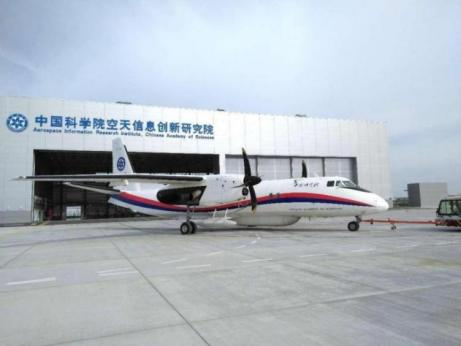 中国科学院空天信息创新研究院
Aerospace Information Research Institute, Chinese Academy of Sciences